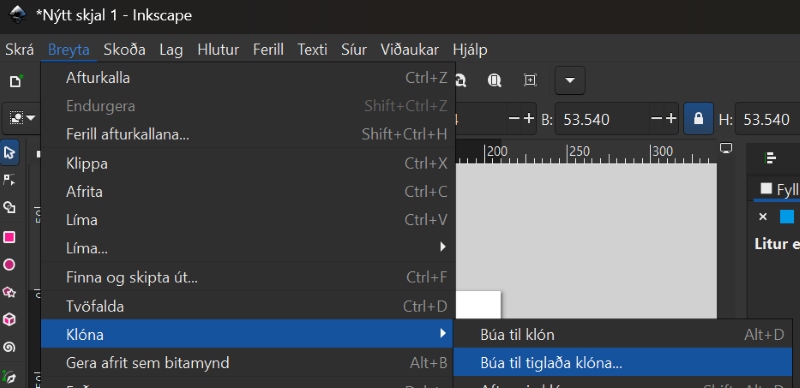 *Nýtt skjal 1 - Inkscape
Skrá Breyta Skoða Lag Hlutur Ferill Texti Síur Viðaukar Hjálp
Afturkalla Ctrl+Z
Endurgera Shift+Ctrl+Z
B: 53.540 H: 53.540
Ferill afturkallana... Shift+Ctrl+H
Klippa Ctrl+X
200 250 300
Afrita Ctrl+C
Líma Ctrl+V
Líma...
Finna og skipta út... Ctrl+F
Tvöfalda Ctrl+D
Klóna
Gera afrit sem bitamynd Alt+B
Búa til klón Alt+D
Búa til tiglaða klóna...
Fyll
Litur e